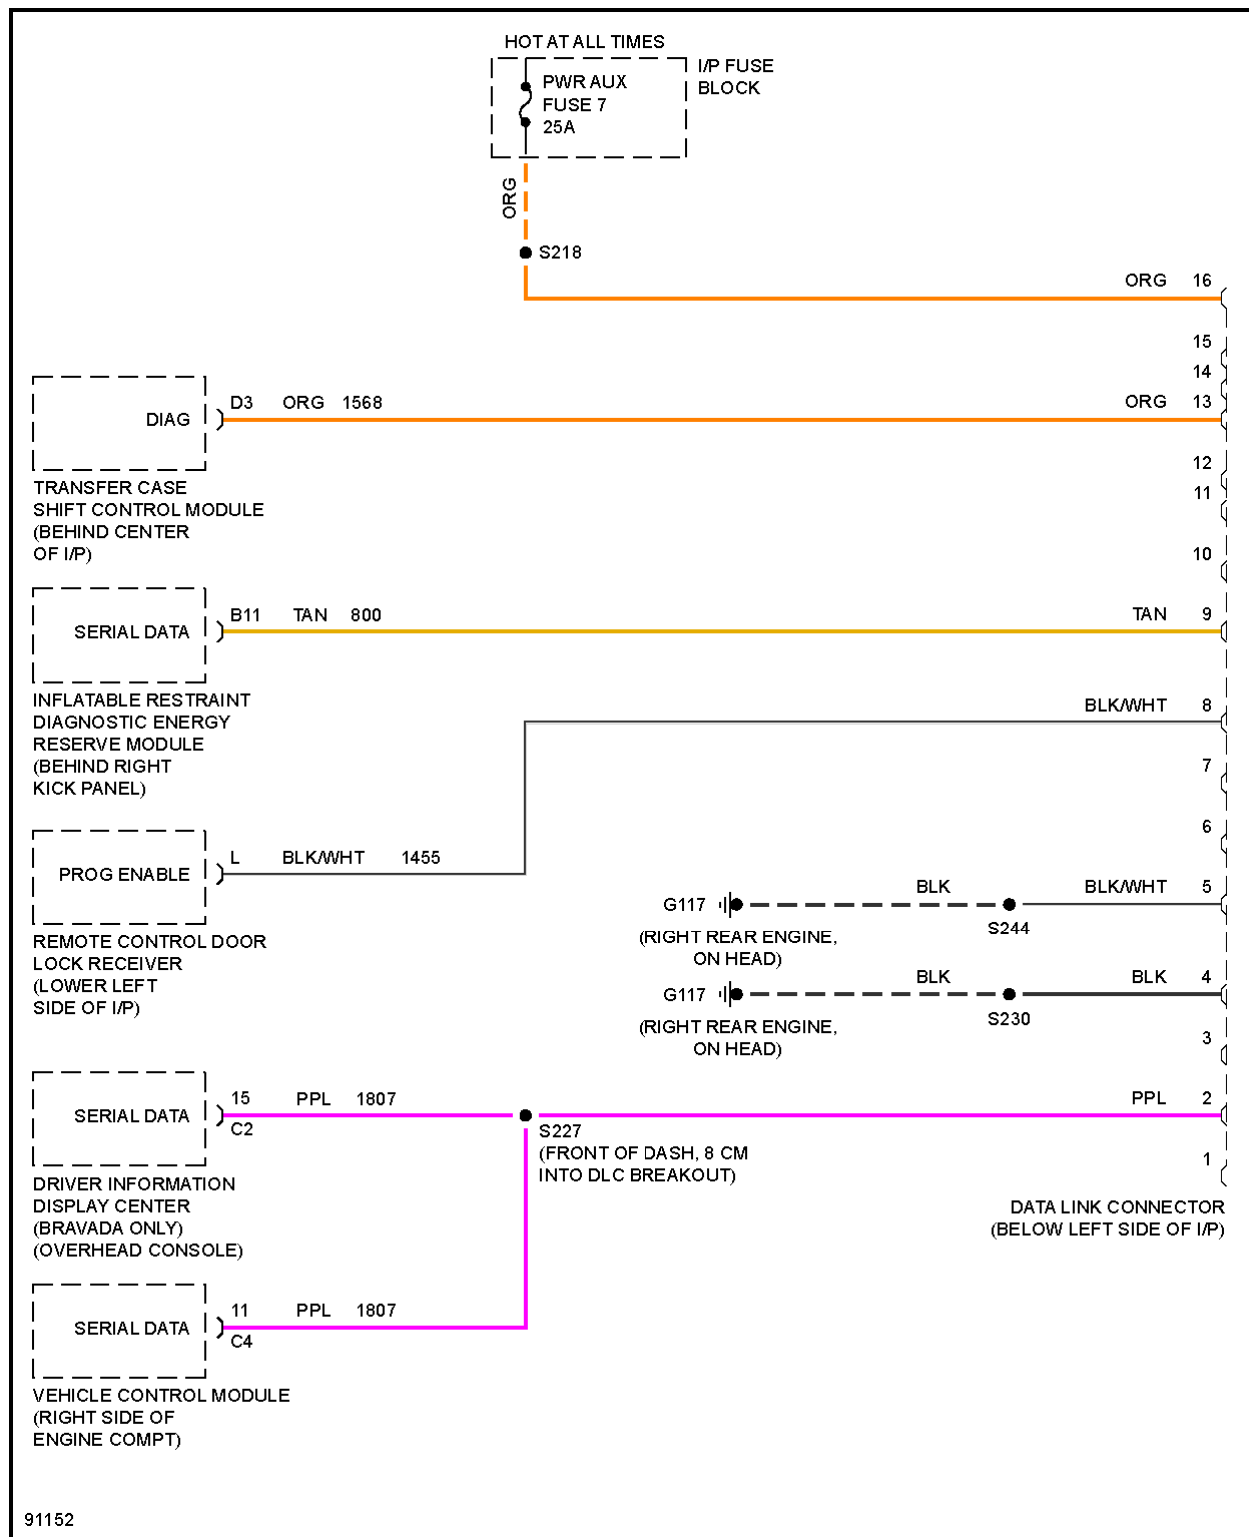 HOT AT ALL TIMES
PWR AUX
FUSE 7
25A
I/P FUSE
BLOCK
ORG
S218
ORG 16
15
14
DIAG
D3 ORG 1568
ORG 13
TRANSFER CASE
SHIFT CONTROL MODULE
(BEHIND CENTER
OF I/P)
12
11
10
SERIAL DATA
B11 TAN 800
TAN 9
INFLATABLE RESTRAINT
DIAGNOSTIC ENERGY
RESERVE MODULE
(BEHIND RIGHT
KICK PANEL)
BLK/WHT 8
7
6
PROG ENABLE
L BLK/WHT 1455
REMOTE CONTROL DOOR
LOCK RECEIVER
(LOWER LEFT
SIDE OF I/P)
G117
BLK
S244
BLK/WHT 5
(RIGHT REAR ENGINE,
ON HEAD)
G117
BLK
S230
BLK 4
(RIGHT REAR ENGINE,
ON HEAD)
3
SERIAL DATA
15 PPL 1807
C2
PPL 2
S227
(FRONT OF DASH, 8 CM
INTO DLC BREAKOUT)
1
DRIVER INFORMATION
DISPLAY CENTER
(BRAVADA ONLY)
(OVERHEAD CONSOLE)
DATA LINK CONNECTOR
(BELOW LEFT SIDE OF I/P)
SERIAL DATA
11 PPL 1807
C4
VEHICLE CONTROL MODULE
(RIGHT SIDE OF
ENGINE COMPT)
91152